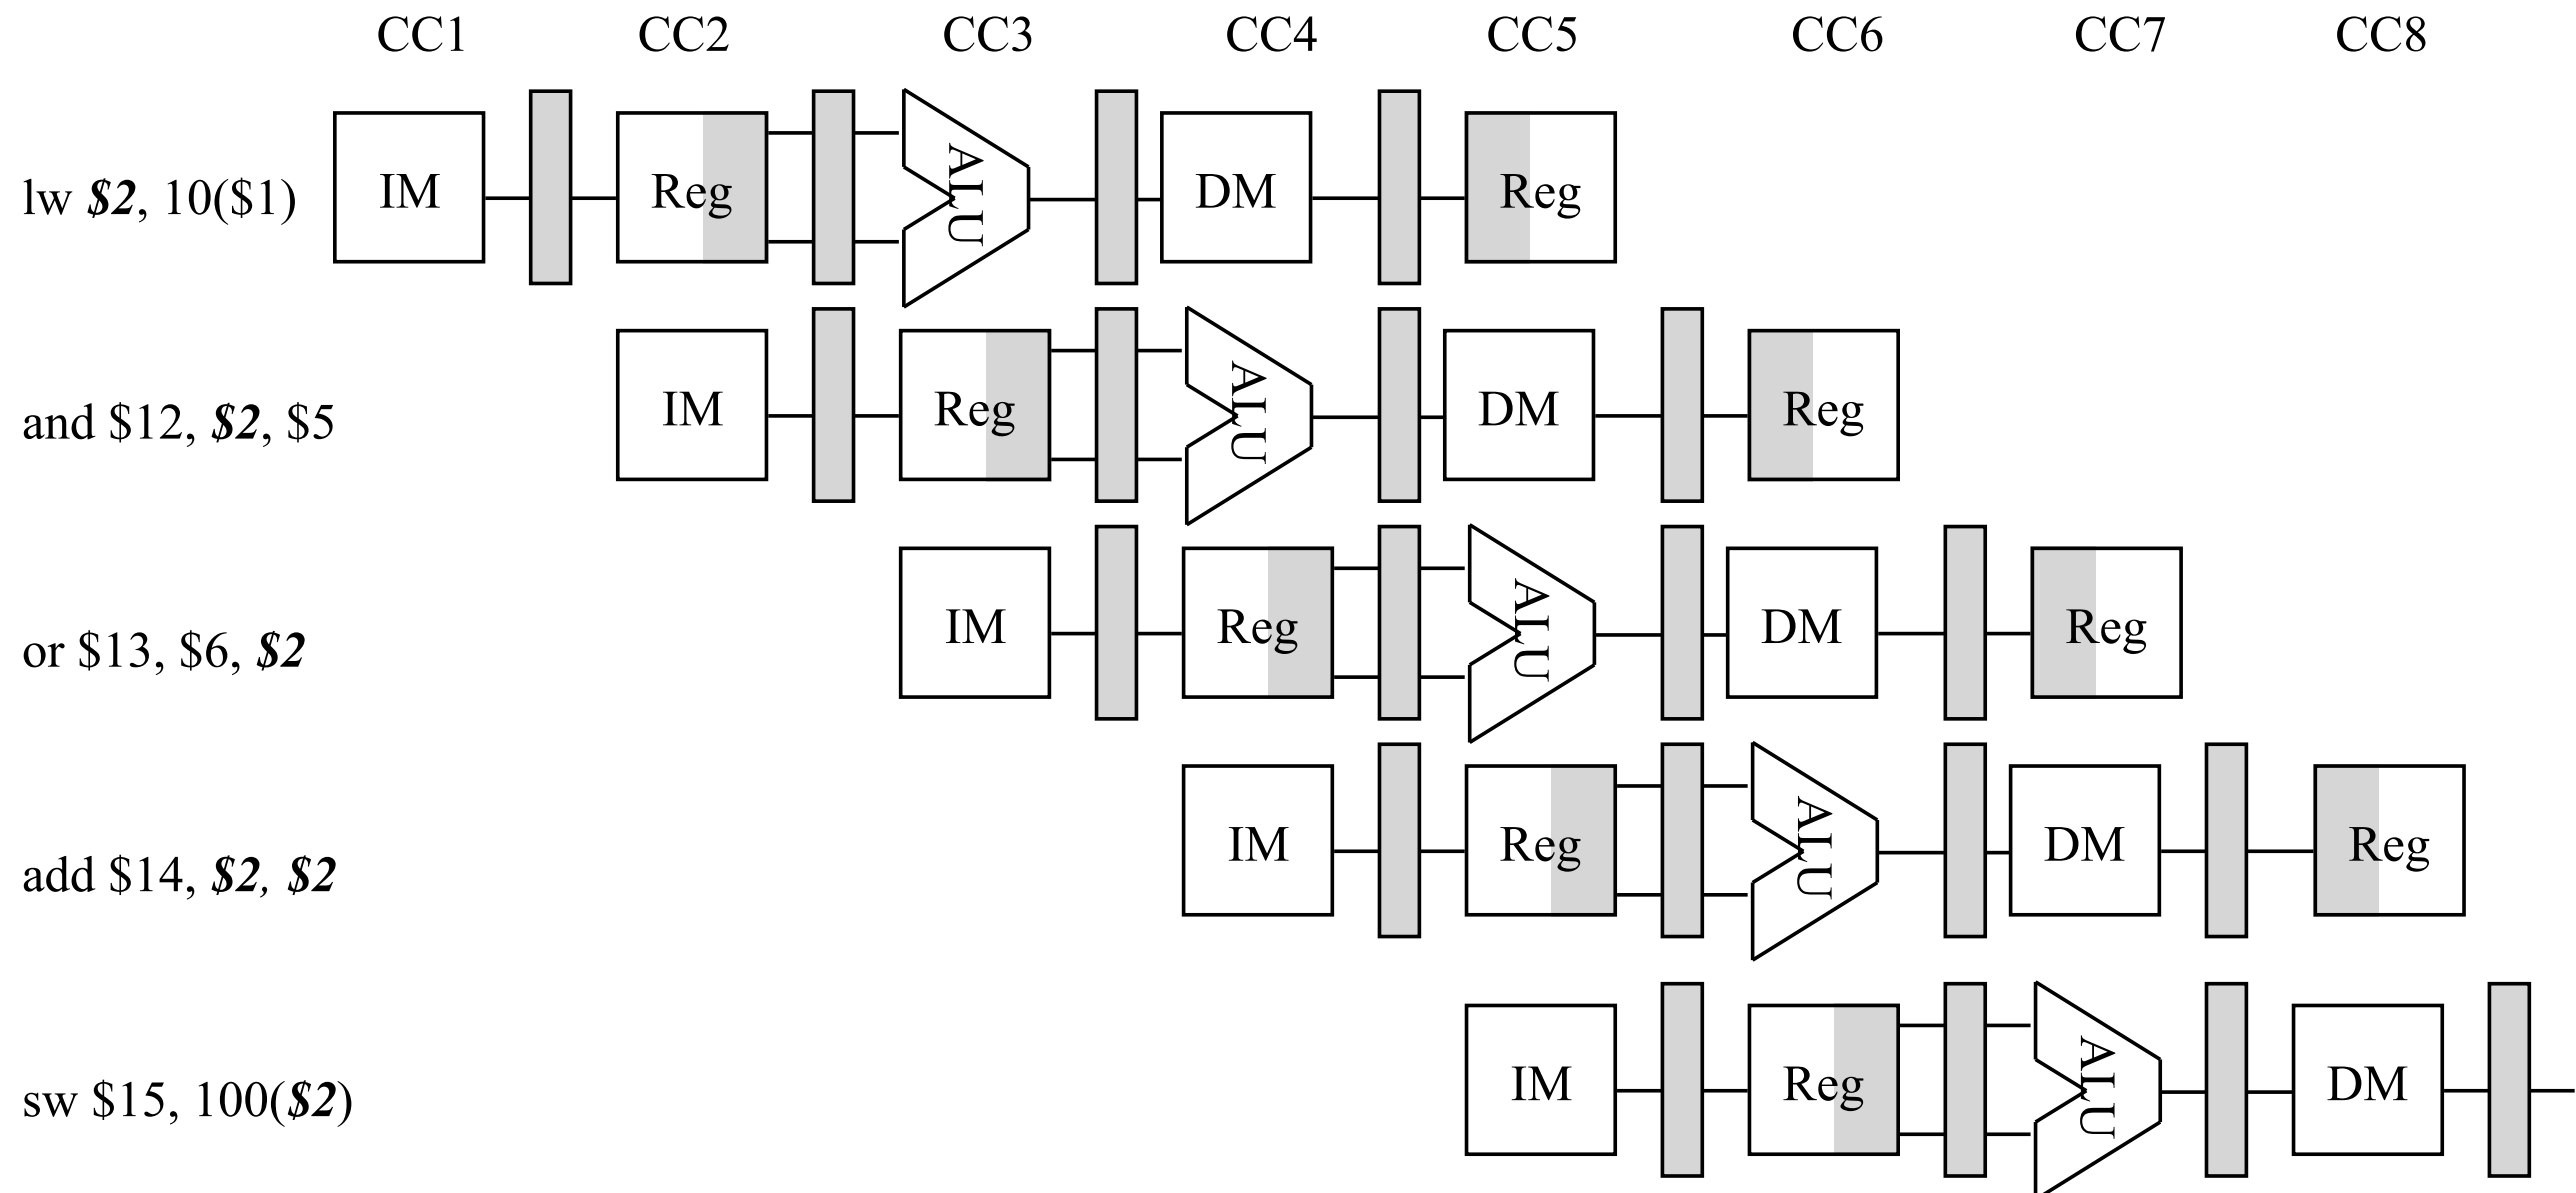 CC1 CC2 CC3 CC4 CC5 CC6 CC7 CC8
lw $2, 10($1) IM Reg ALU DM Reg
and $12, $2, $5 IM Reg ALU DM Reg
or $13, $6, $2 IM Reg ALU DM Reg
add $14, $2, $2 IM Reg ALU DM Reg
sw $15, 100($2) IM Reg ALU DM